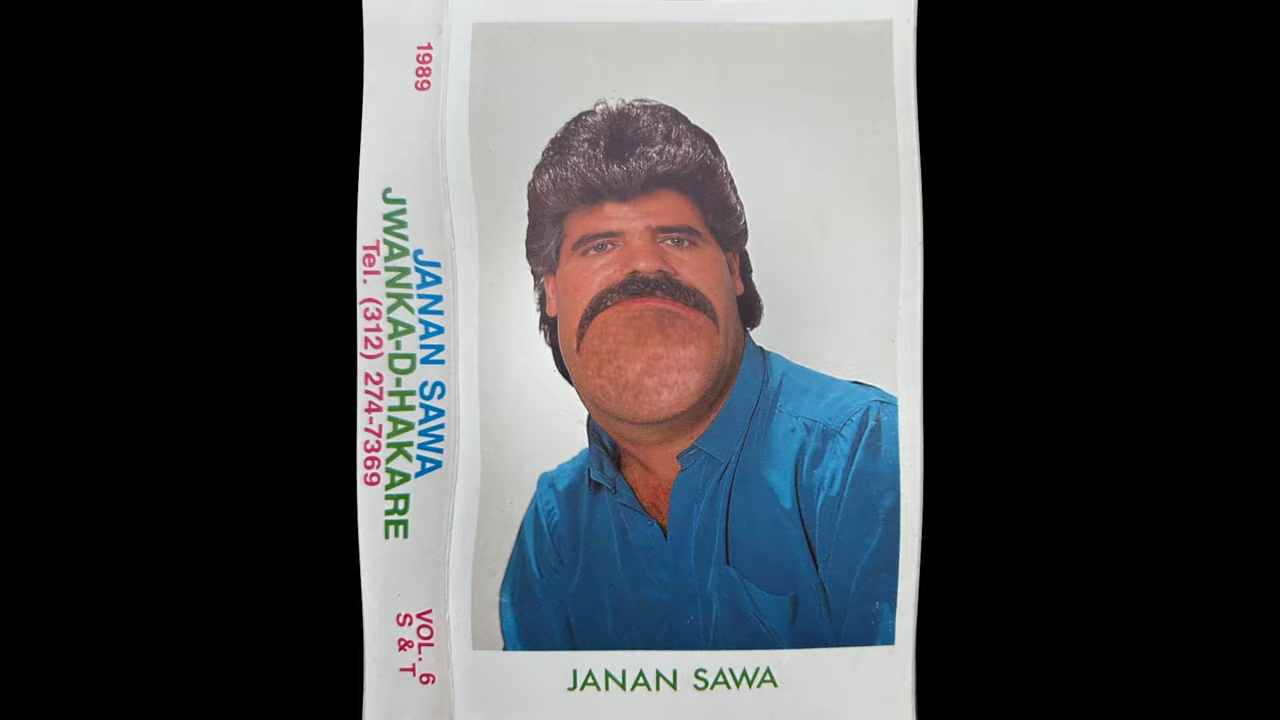 1989
JANAN SAWA
JWANKA-D-HAKARE
Tel. (312) 274-7369
VOL. 6
S & T
JANAN SAWA